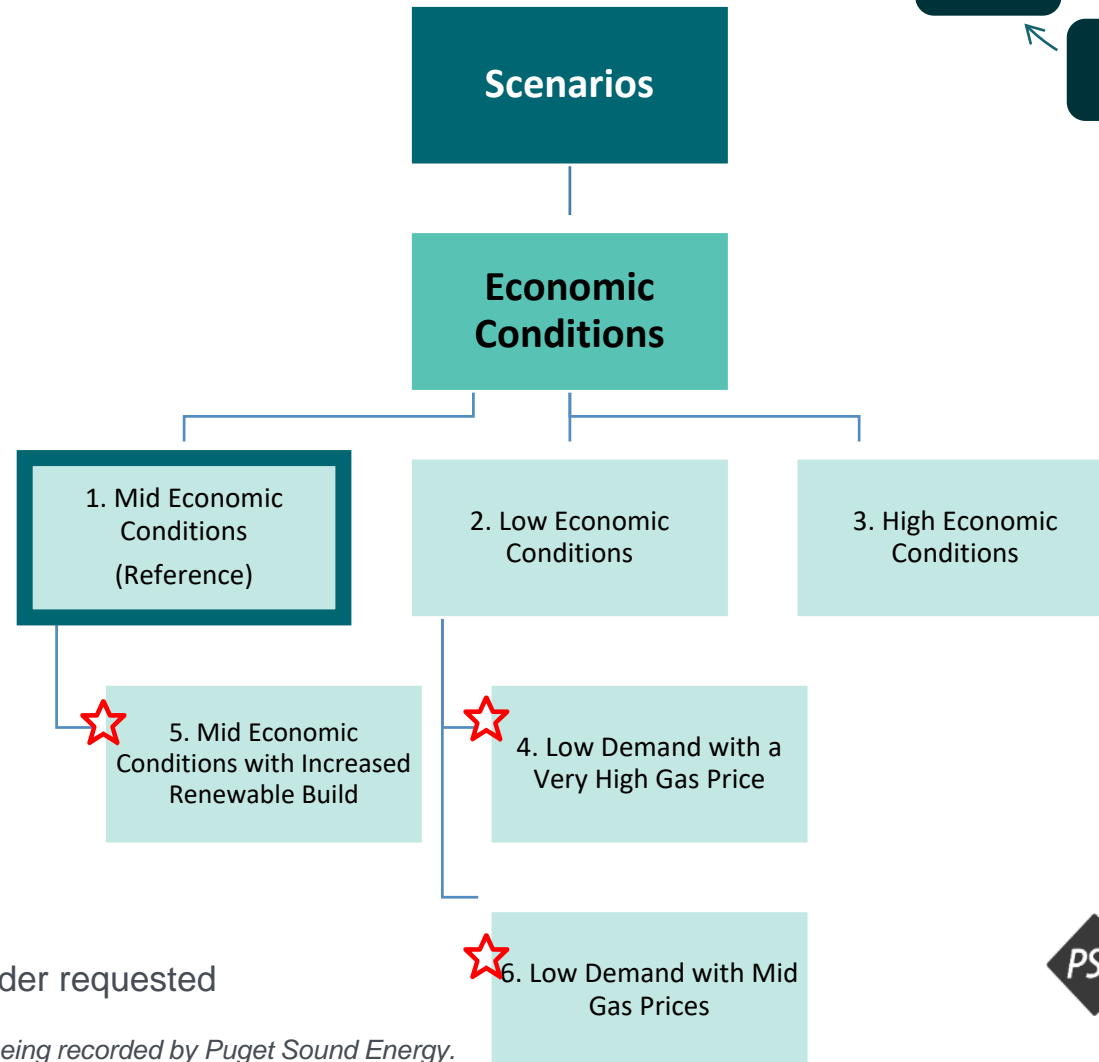 Scenarios
Economic
Conditions
1. Mid Economic
Conditions
(Reference)
2. Low Economic
Conditions
3. High Economic
Conditions
5. Mid Economic
Conditions with Increased
Renewable Build
4. Low Demand with a
Very High Gas Price
6. Low Demand with Mid
Gas Prices
requested
recorded by Puget Sound Energy.